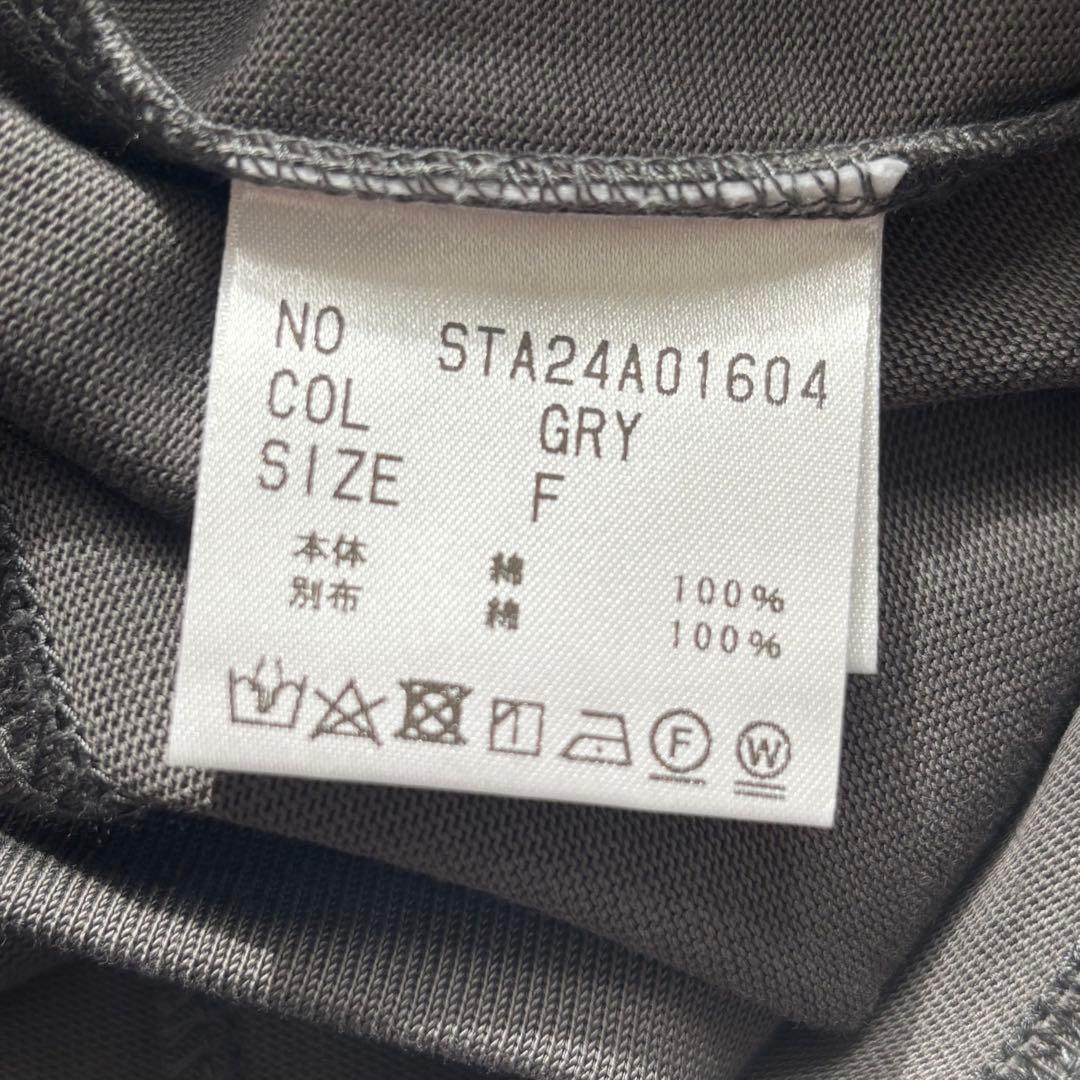 NO STA24A01604
COL GRY
SIZE F
本体 綿 100%
別布 綿 100%
F W